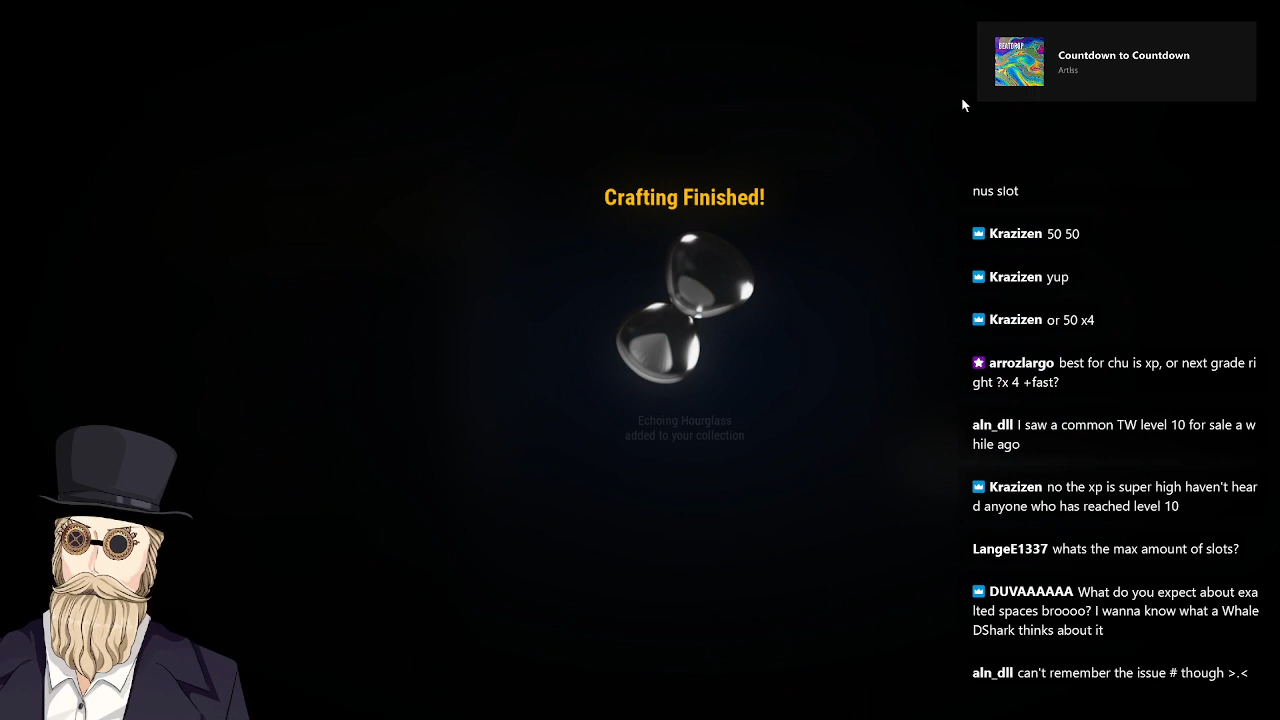 BEATDROP
Countdown to Countdown
Artiss
Crafting Finished!
Echoing Hourglass
added to your collection
nus slot
Krazizen 50 50
Krazizen yup
Krazizen or 50 x4
arrozlargo best for chu is xp, or next grade ri
ght ?x 4 +fast?
aln_dll I saw a common TW level 10 for sale a w
hile ago
Krazizen no the xp is super high haven't hear
d anyone who has reached level 10
LangeE1337 whats the max amount of slots?
DUVAAAAAA What do you expect about exa
lted spaces broooo? I wanna know what a Whale
DShark thinks about it
aln_dll can't remember the issue # though >.<